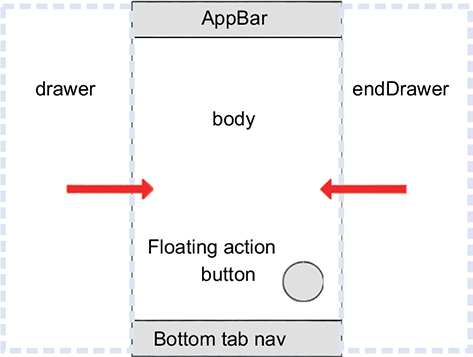 AppBar
drawer
endDrawer
body
Floating action
button
Bottom tab nav